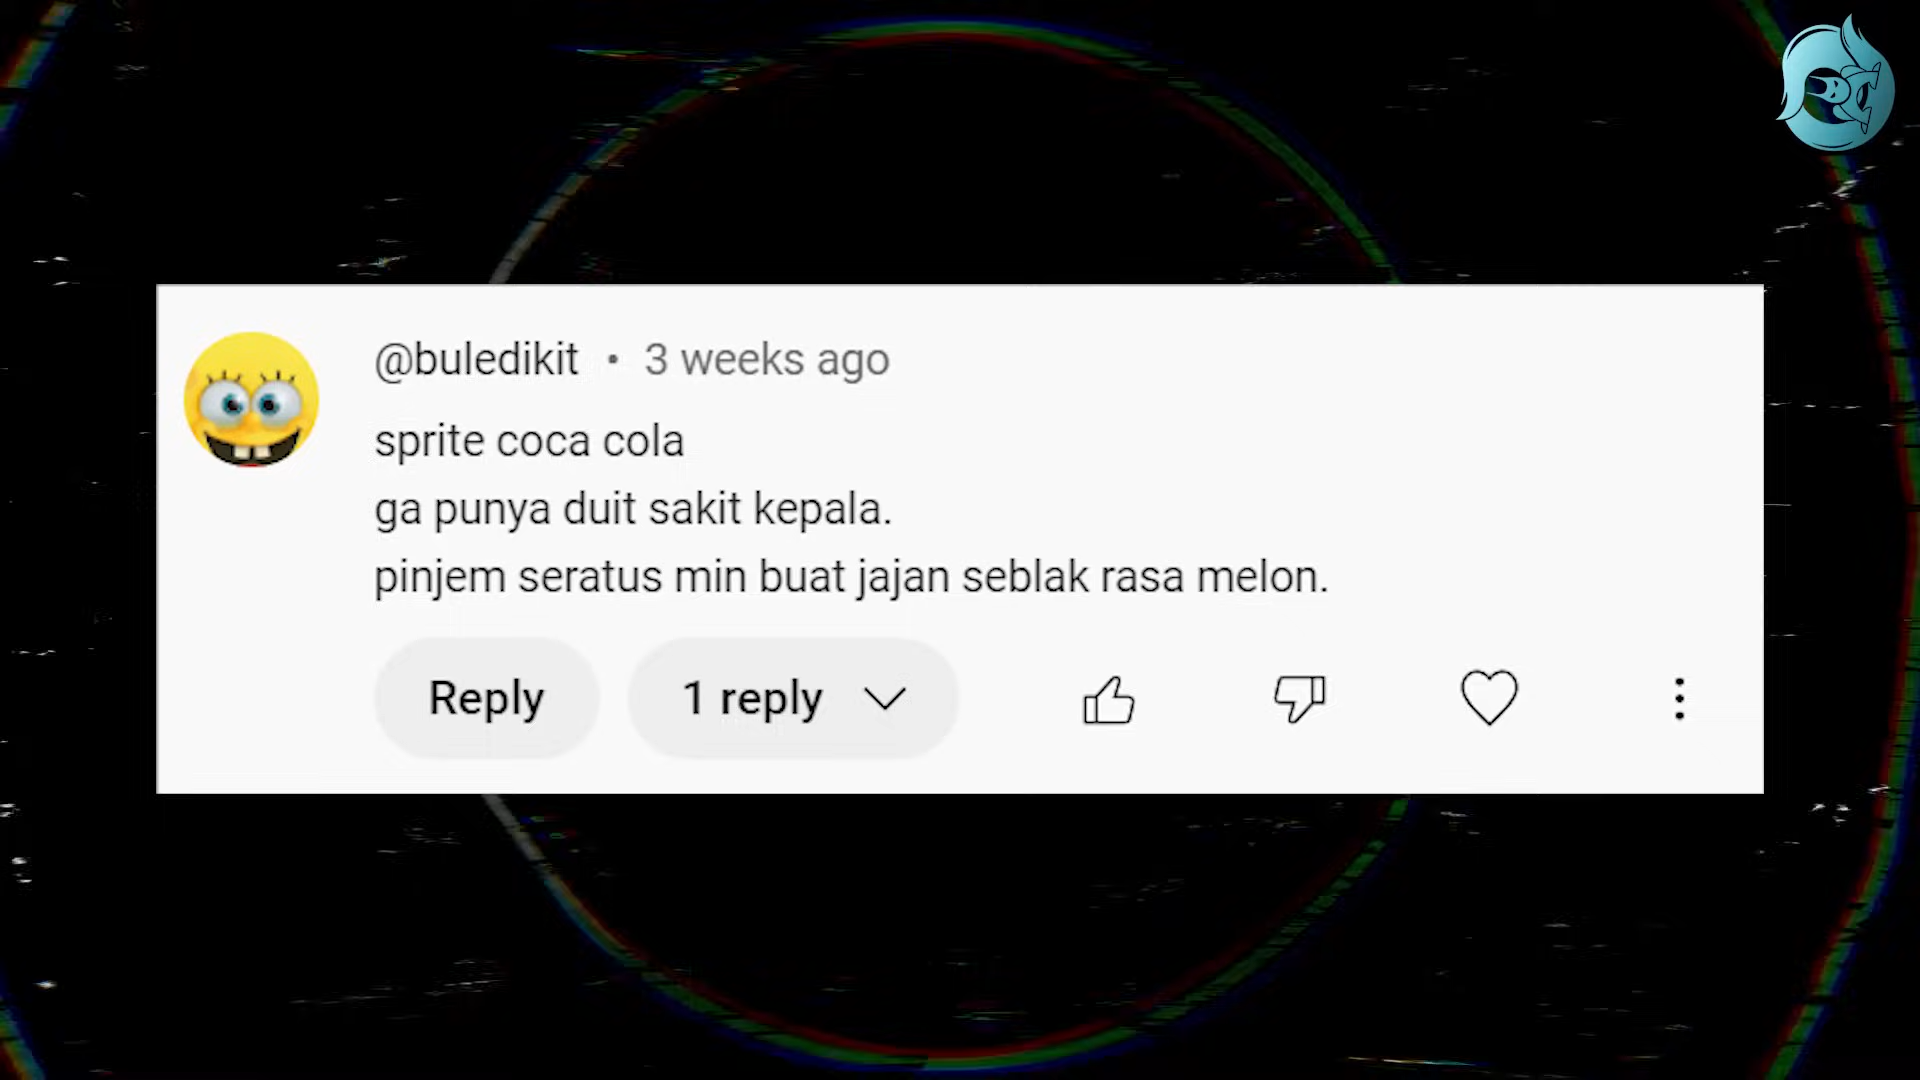 @buledikit • 3 weeks ago
sprite coca cola
ga punya duit sakit kepala.
pinjem seratus min buat jajan seblak rasa melon.
Reply
1 reply